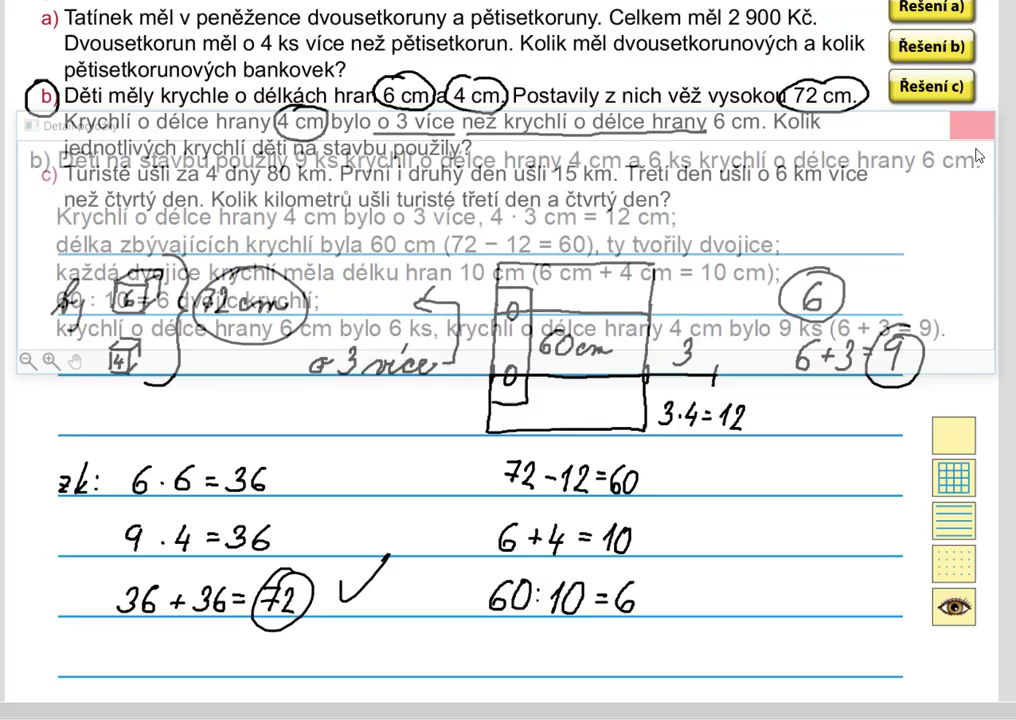 a) Tatínek měl v peněžence dvousetkoruny a pětisetkoruny. Celkem měl 2 900 Kč.
Dvousetkorun měl o 4 ks více než pětisetkorun. Kolik měl dvousetkorunových a kolik
pětisetkorunových bankovek?
b) Děti měly krychle o délkách hran 6 cm a 4 cm. Postavily z nich věž vysokou 72 cm.
Krychlí o délce hrany 4 cm bylo o 3 více než krychlí o délce hrany 6 cm. Kolik
jednotlivých krychlí děti na stavbu použily?
c) Turisté ušli za 4 dny 80 km. První i druhý den ušli 15 km. Třetí den ušli o 6 km více
než čtvrtý den. Kolik kilometrů ušli turisté třetí den a čtvrtý den?
Řešení a)
Řešení b)
Řešení c)
b) Děti na stavbu použily 9 ks krychlí o délce hrany 4 cm a 6 ks krychlí o délce hrany 6 cm.
Krychlí o délce hrany 4 cm bylo o 3 více, 4 · 3 cm = 12 cm;
délka zbývajících krychlí byla 60 cm (72 − 12 = 60), ty tvořily dvojice;
každá dvojice krychlí měla délku hran 10 cm (6 cm + 4 cm = 10 cm);
60 : 10 = 6 dvojic krychlí;
krychlí o délce hrany 6 cm bylo 6 ks, krychlí o délce hrany 4 cm bylo 9 ks (6 + 3 = 9).
b) 6 72 cm
4 o 3 více
60 cm 3
3·4=12
6
6+3=9
zk: 6·6=36
9·4=36
36+36=72
72-12=60
6+4=10
60:10=6